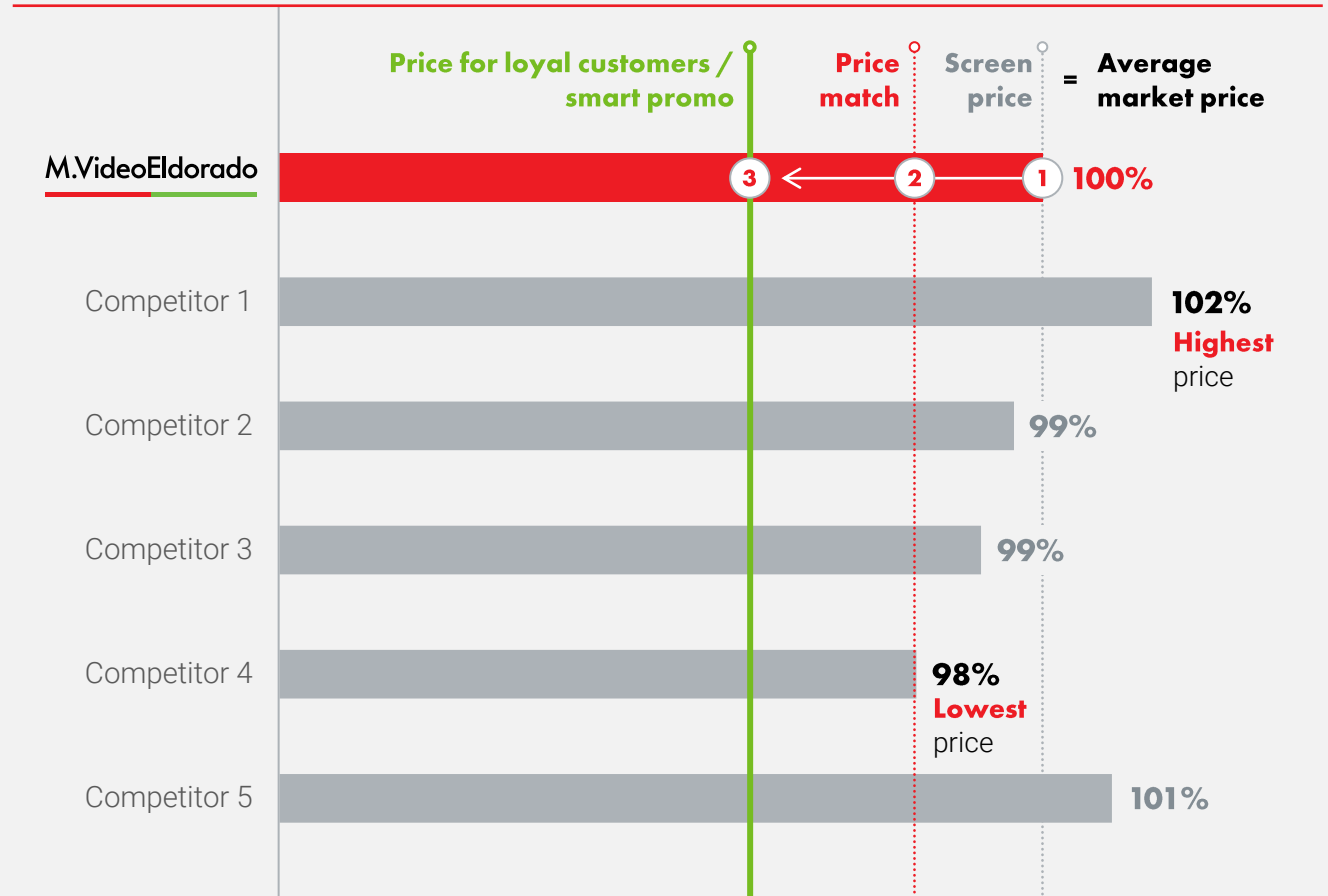 Price for loyal customers /
smart promo
Price
match
Screen
price
=
Average
market price
M.VideoEldorado
3
2
1
100%
Competitor 1
102%
Highest
price
Competitor 2
99%
Competitor 3
99%
Competitor 4
98%
Lowest
price
Competitor 5
101%